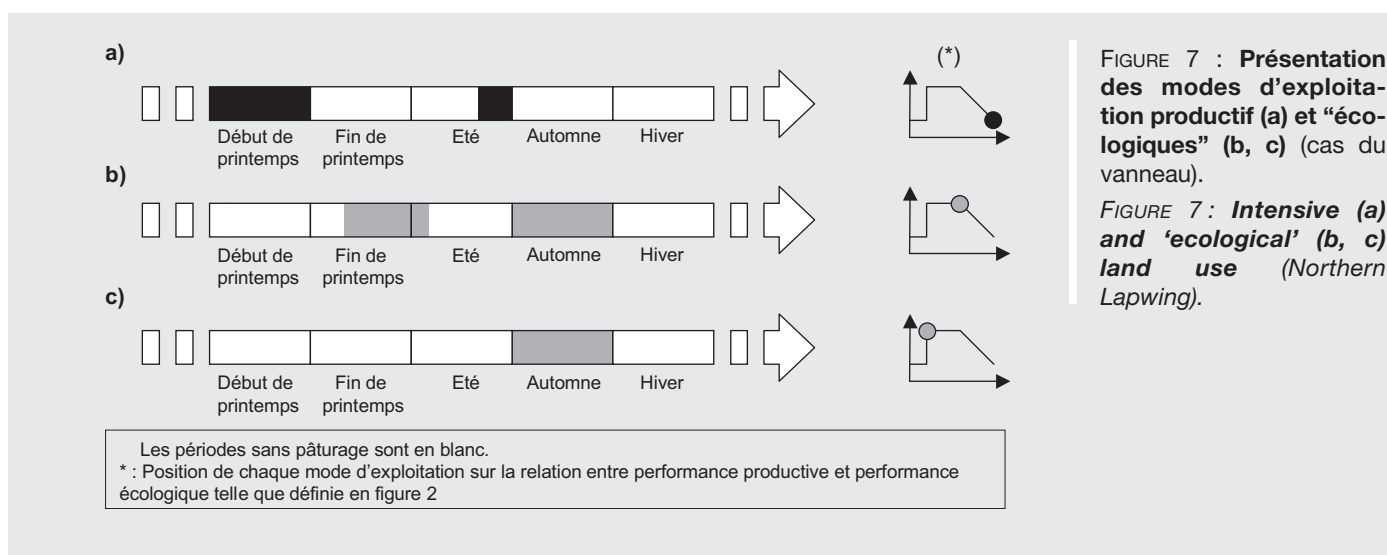 a)
(*)
Début de printemps
Fin de printemps
Eté
Automne
Hiver
b)
Début de printemps
Fin de printemps
Eté
Automne
Hiver
c)
Début de printemps
Fin de printemps
Eté
Automne
Hiver
Les périodes sans pâturage sont en blanc.
* : Position de chaque mode d'exploitation sur la relation entre performance productive et performance
écologique telle que définie en figure 2
FIGURE 7 : Présentation
des modes d'exploita-
tion productif (a) et “éco-
logiques” (b, c) (cas du
vanneau).
FIGURE 7 : Intensive (a)
and ‘ecological’ (b, c)
land use (Northern
Lapwing).